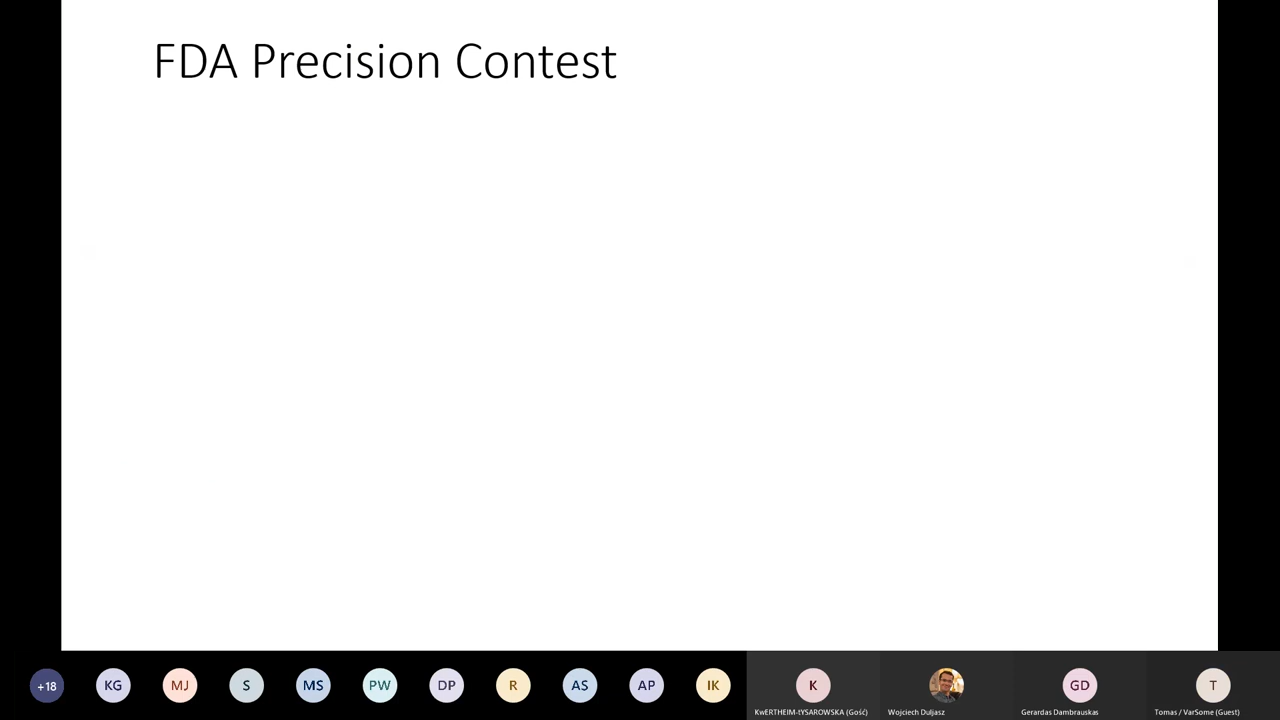 FDA Precision Contest
+18
KG
MJ
S
MS
PW
DP
R
AS
AP
IK
K
GD
T
KwERTHEIM-tYSAROWSKA (Gość)
Wojciech Duljasz
Gerardas Dambrauskas
Tomas / VarSome (Guest)